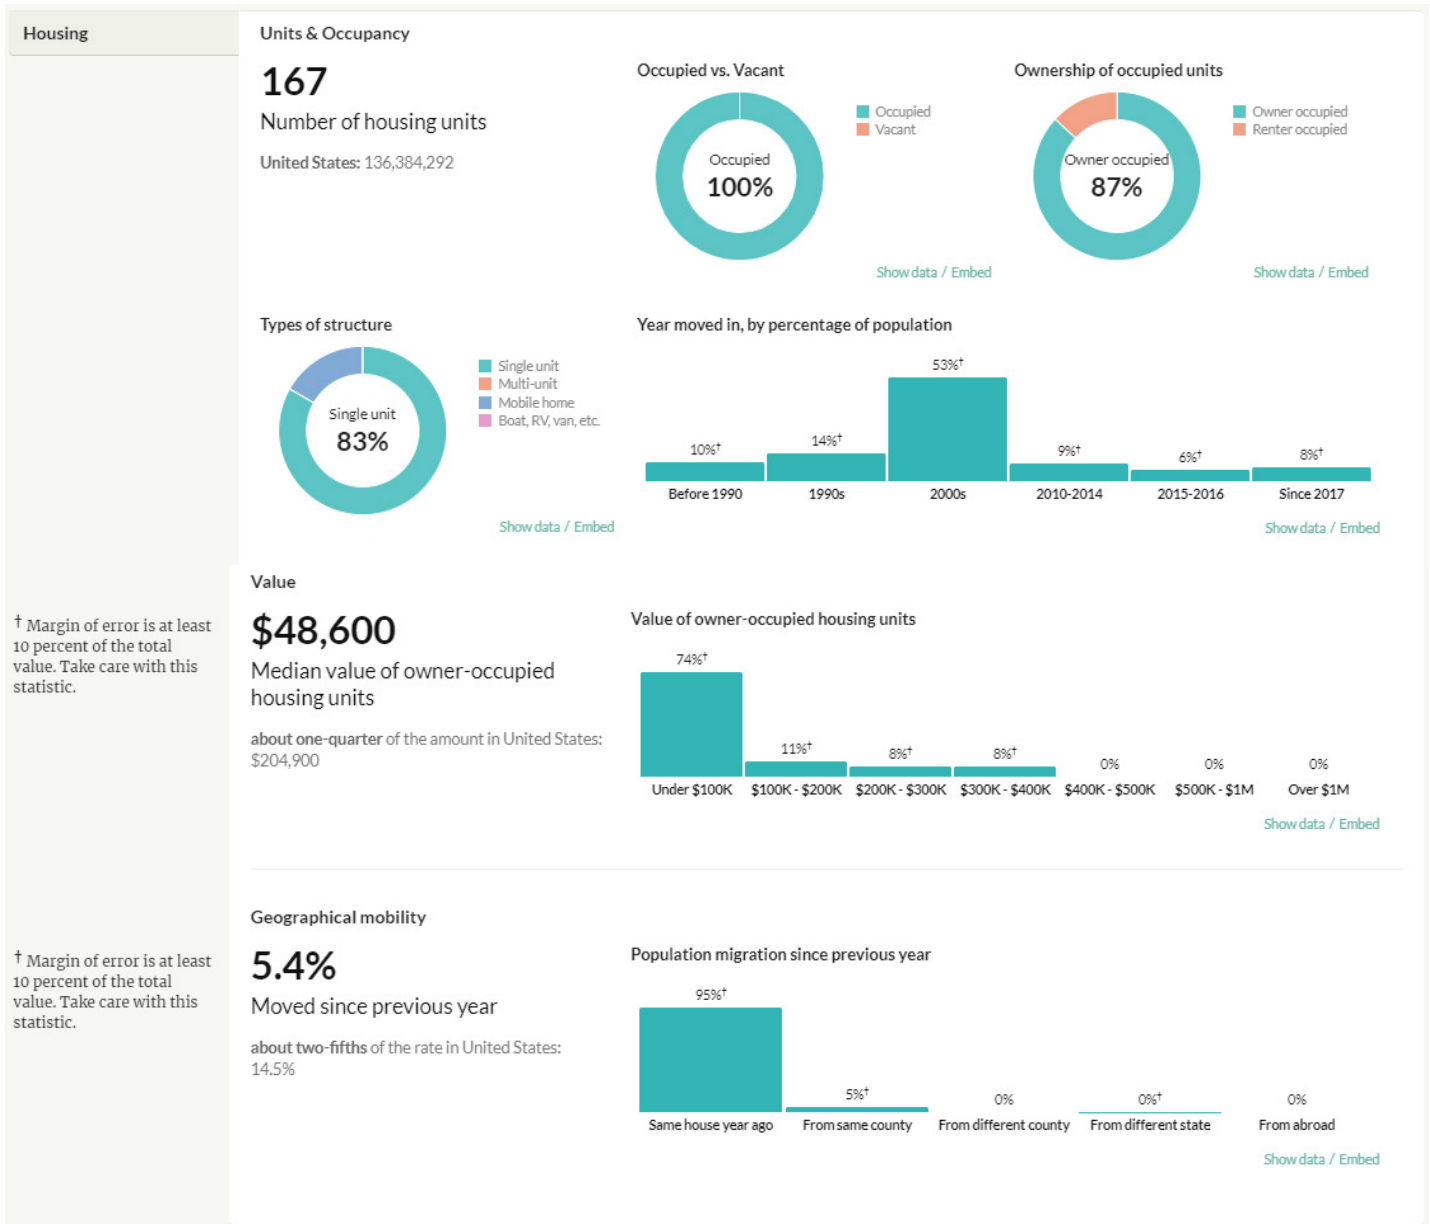 Housing
Units & Occupancy
167
Number of housing units
United States: 136,384,292
Occupied vs. Vacant
Occupied
Vacant
Occupied
100%
Show data / Embed
Ownership of occupied units
Owner occupied
Renter occupied
Owner occupied
87%
Show data / Embed
Types of structure
Single unit
Multi-unit
Mobile home
Boat, RV, van, etc.
Single unit
83%
Show data / Embed
Year moved in, by percentage of population
10%† 14%† 53%† 9%† 6%† 8%†
Before 1990 1990s 2000s 2010-2014 2015-2016 Since 2017
Show data / Embed
† Margin of error is at least
10 percent of the total
value. Take care with this
statistic.
Value
$48,600
Median value of owner-occupied
housing units
about one-quarter of the amount in United States:
$204,900
Value of owner-occupied housing units
74%† 11%† 8%† 8%† 0% 0% 0%
Under $100K $100K - $200K $200K - $300K $300K - $400K $400K - $500K $500K - $1M Over $1M
Show data / Embed
† Margin of error is at least
10 percent of the total
value. Take care with this
statistic.
Geographical mobility
5.4%
Moved since previous year
about two-fifths of the rate in United States:
14.5%
Population migration since previous year
95%† 5%† 0% 0%† 0%
Same house year ago From same county From different county From different state From abroad
Show data / Embed